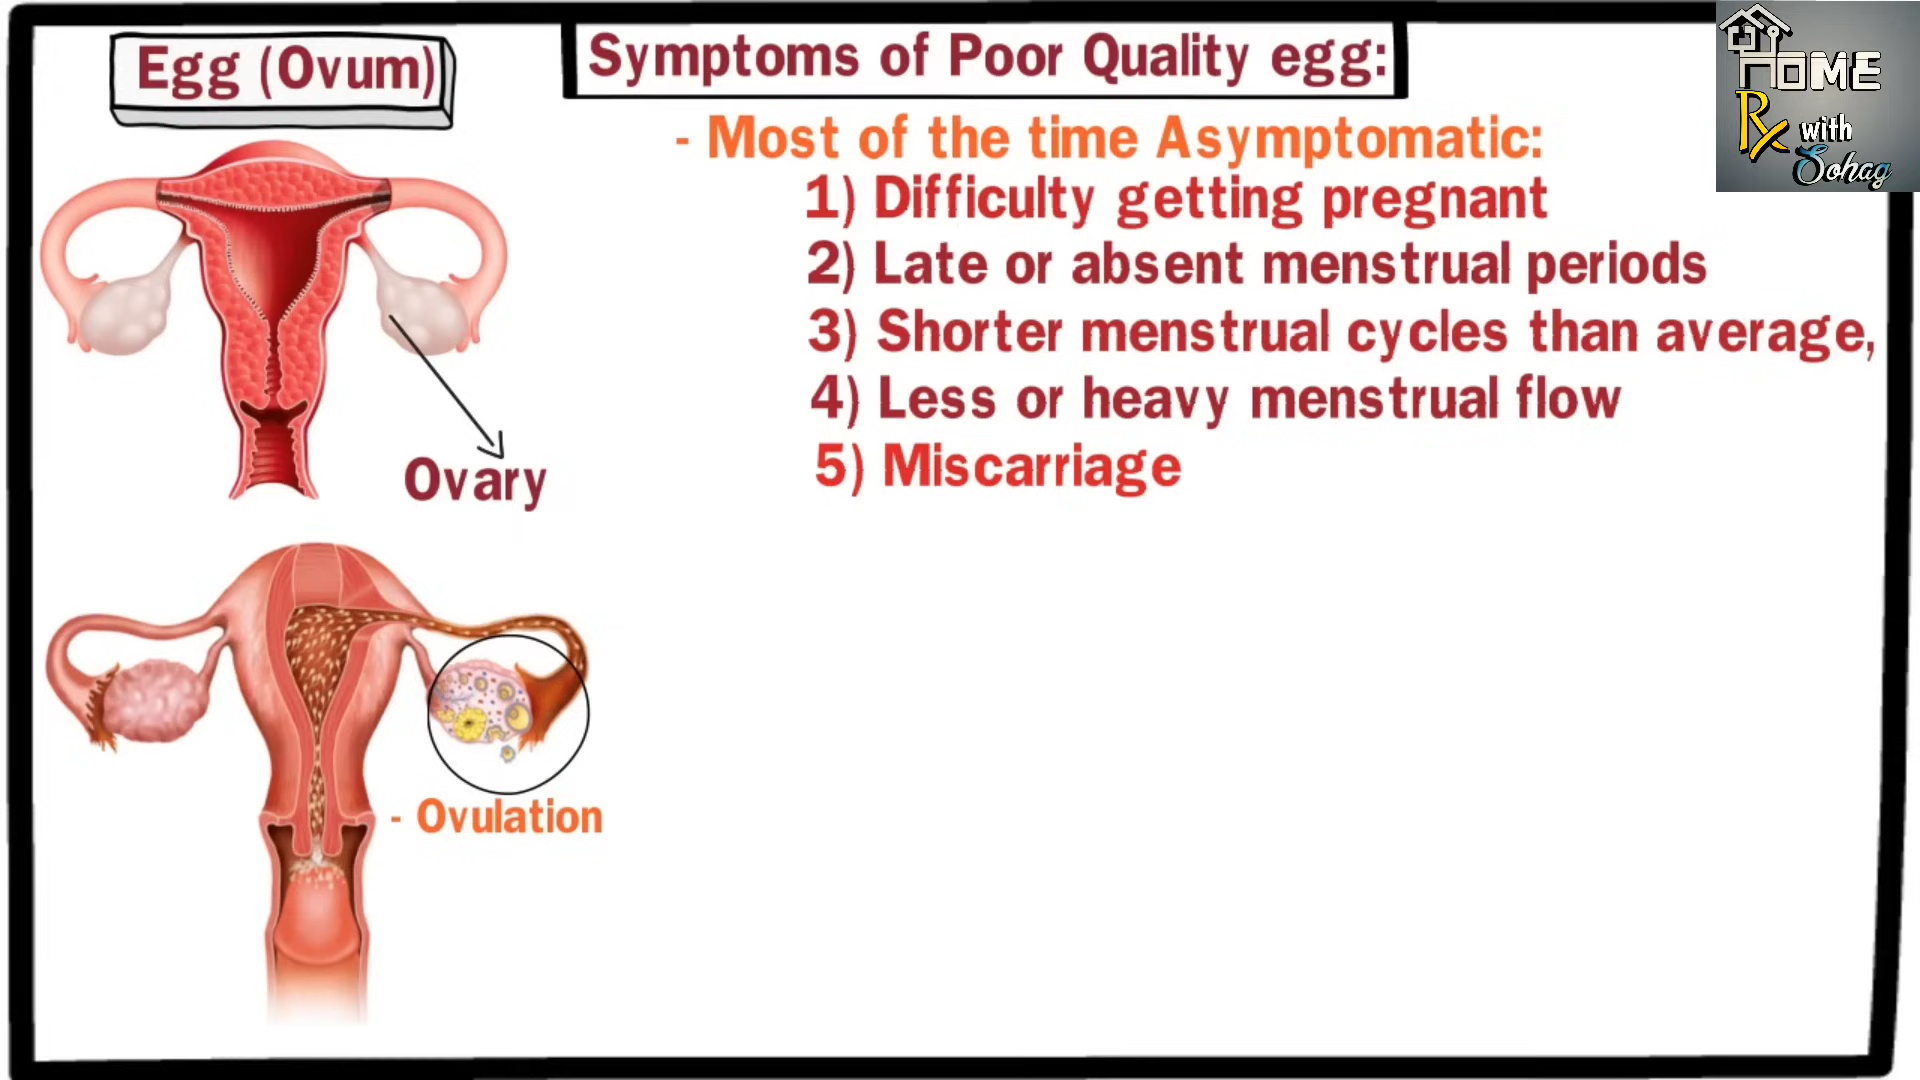 Egg (Ovum)
Symptoms of Poor Quality egg:
- Most of the time Asymptomatic:
1) Difficulty getting pregnant
2) Late or absent menstrual periods
3) Shorter menstrual cycles than average,
4) Less or heavy menstrual flow
5) Miscarriage
Ovary
- Ovulation
HOME
Rx with
Sohag